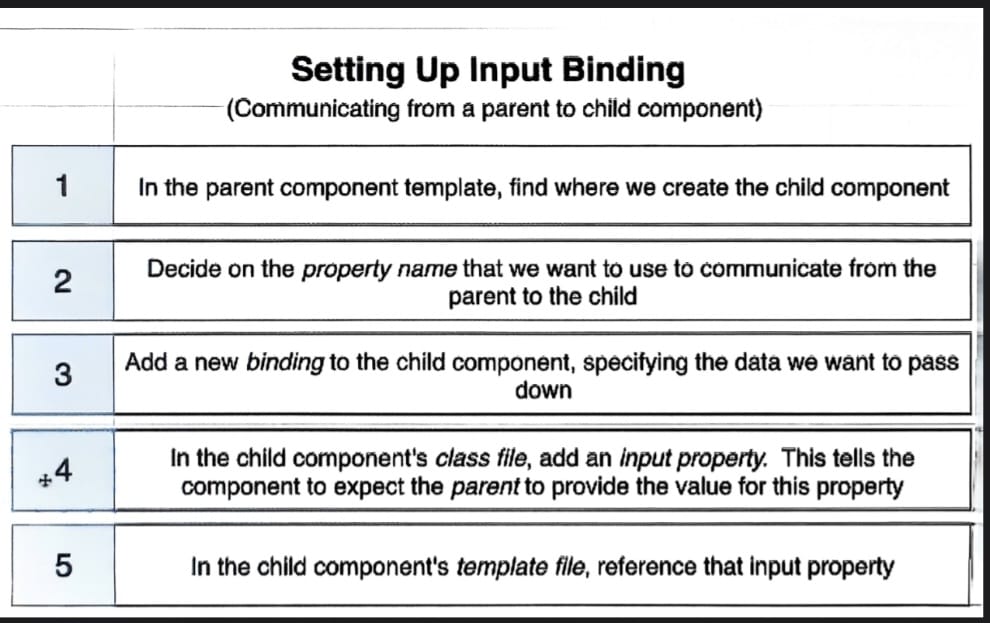 Setting Up Input Binding
(Communicating from a parent to child component)
1
In the parent component template, find where we create the child component
2
Decide on the property name that we want to use to communicate from the
parent to the child
3
Add a new binding to the child component, specifying the data we want to pass
down
4
In the child component's class file, add an input property. This tells the
component to expect the parent to provide the value for this property
5
In the child component's template file, reference that input property